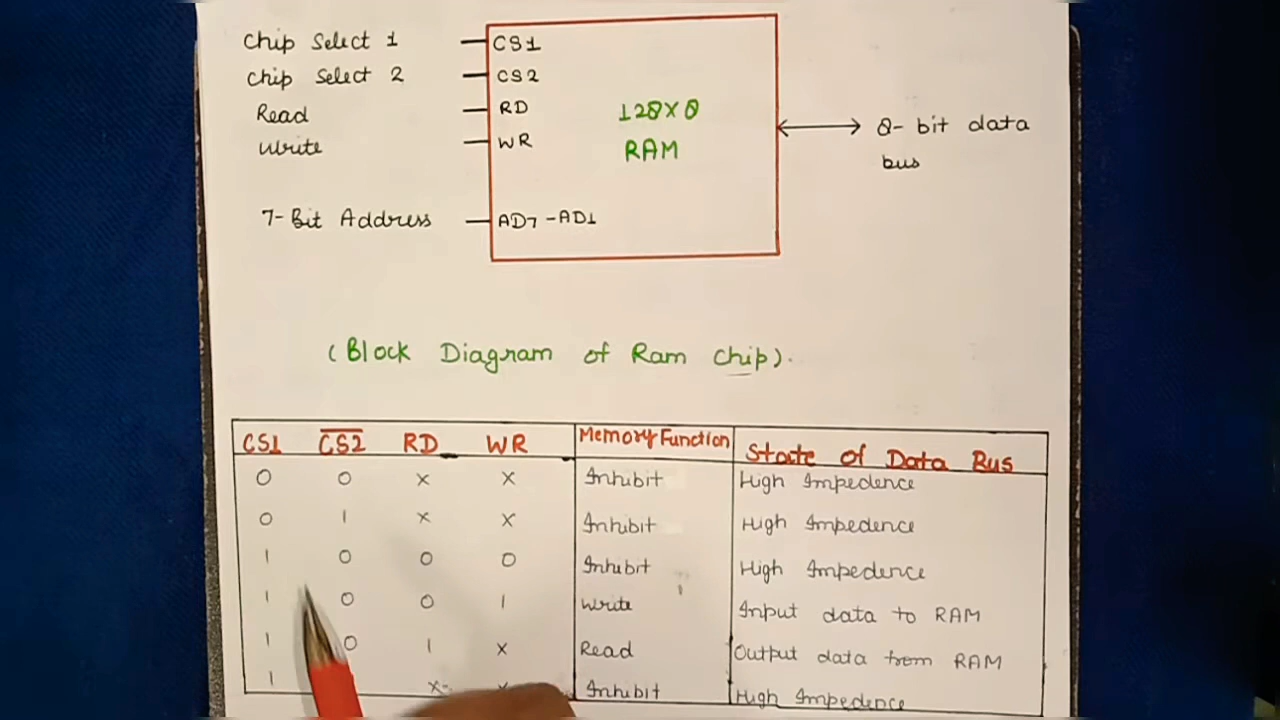 Chip Select 1 CS1
Chip Select 2 CS2
Read RD
Write WR
128X8
RAM
8-bit data
bus
7-Bit Address AD7-AD1
(Block Diagram of Ram Chip).
CS1 C̅S̅2̅ RD WR Memory Function State of Data Bus
0 0 x x Inhibit High Impedence
0 1 x x Inhibit High Impedence
1 0 0 0 Inhibit High Impedence
1 0 0 1 Write Input data to RAM
1 0 1 x Read Output data from RAM
1 x Inhibit High Impedence